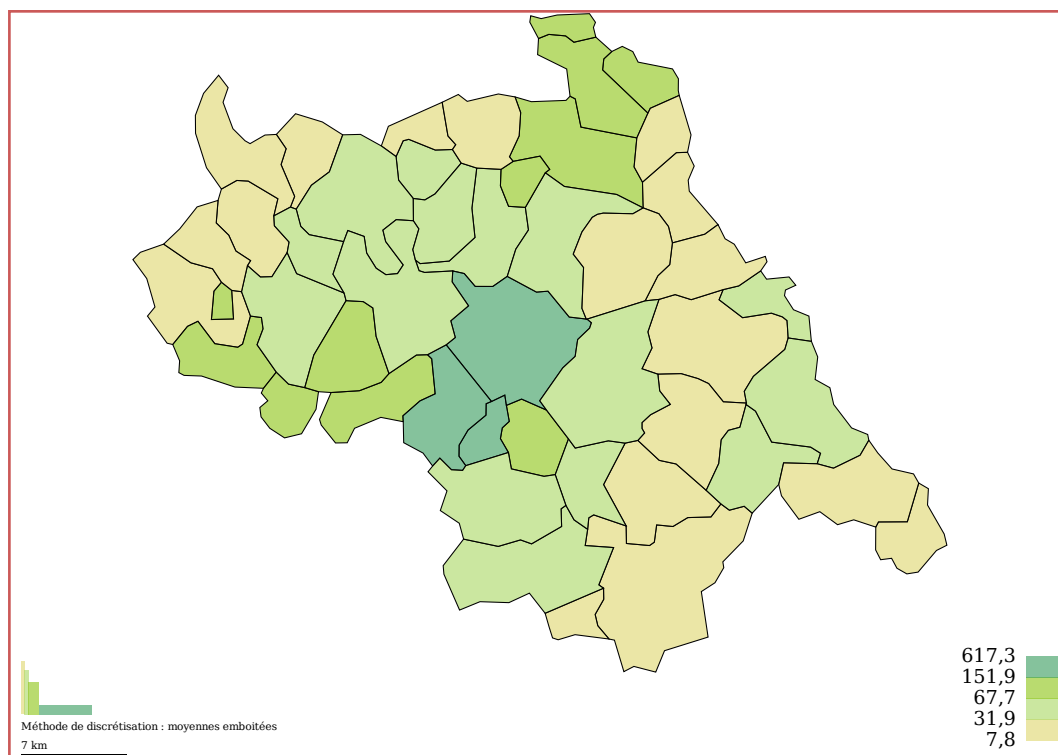 617,3
151,9
67,7
31,9
7,8
Méthode de discrétisation : moyennes emboitées
7 km